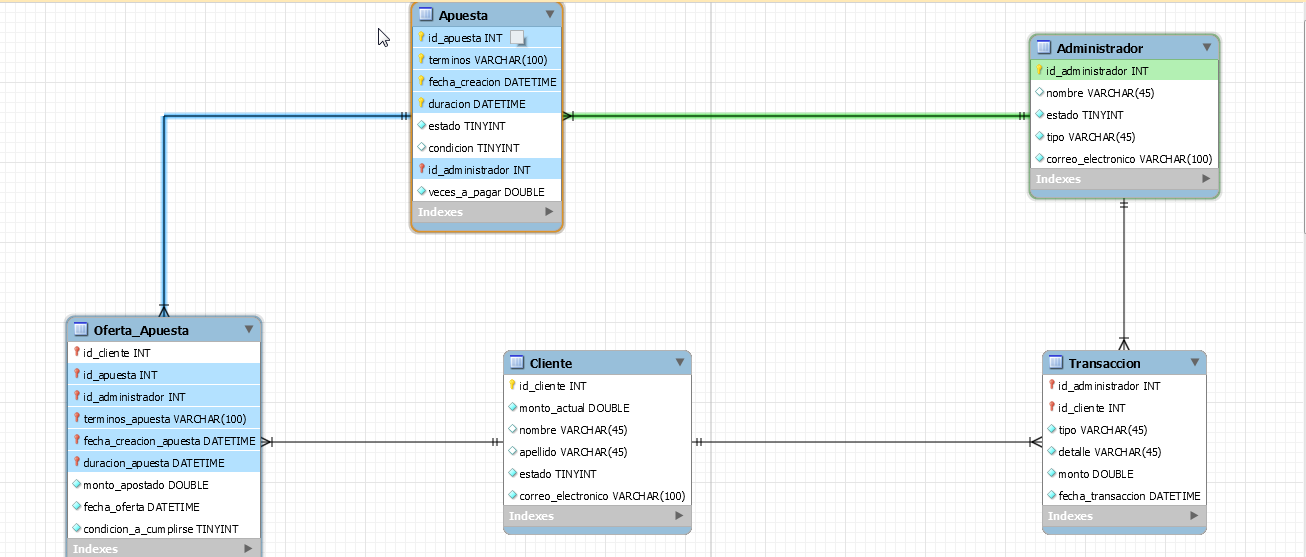 Apuesta
id_apuesta INT
terminos VARCHAR(100)
fecha_creacion DATETIME
duracion DATETIME
estado TINYINT
condicion TINYINT
id_administrador INT
veces_a_pagar DOUBLE
Indexes
Administrador
id_administrador INT
nombre VARCHAR(45)
estado TINYINT
tipo VARCHAR(45)
correo_electronico VARCHAR(100)
Indexes
Oferta_Apuesta
id_cliente INT
id_apuesta INT
id_administrador INT
terminos_apuesta VARCHAR(100)
fecha_creacion_apuesta DATETIME
duracion_apuesta DATETIME
monto_apostado DOUBLE
fecha_oferta DATETIME
condicion_a_cumplirse TINYINT
Indexes
Cliente
id_cliente INT
monto_actual DOUBLE
nombre VARCHAR(45)
apellido VARCHAR(45)
estado TINYINT
correo_electronico VARCHAR(100)
Indexes
Transaccion
id_administrador INT
id_cliente INT
tipo VARCHAR(45)
detalle VARCHAR(45)
monto DOUBLE
fecha_transaccion DATETIME
Indexes